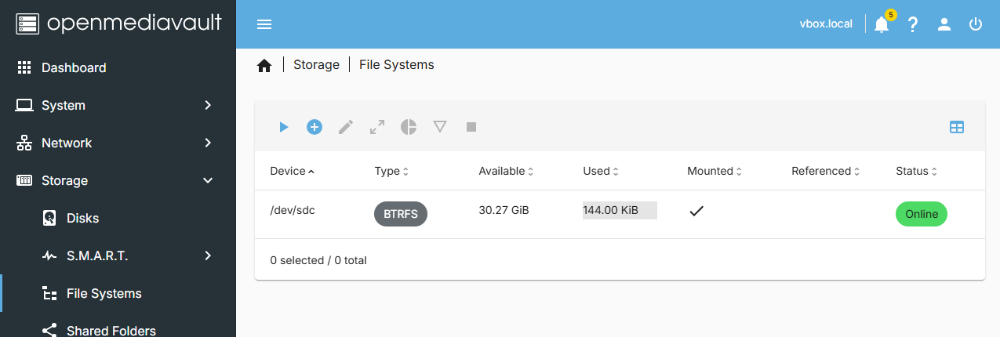 openmediavault
vbox.local
5
Dashboard
System
Network
Storage
Disks
S.M.A.R.T.
File Systems
Shared Folders
Storage | File Systems
Device Type Available Used Mounted Referenced Status
/dev/sdc BTRFS 30.27 GiB 144.00 KiB Online
0 selected / 0 total